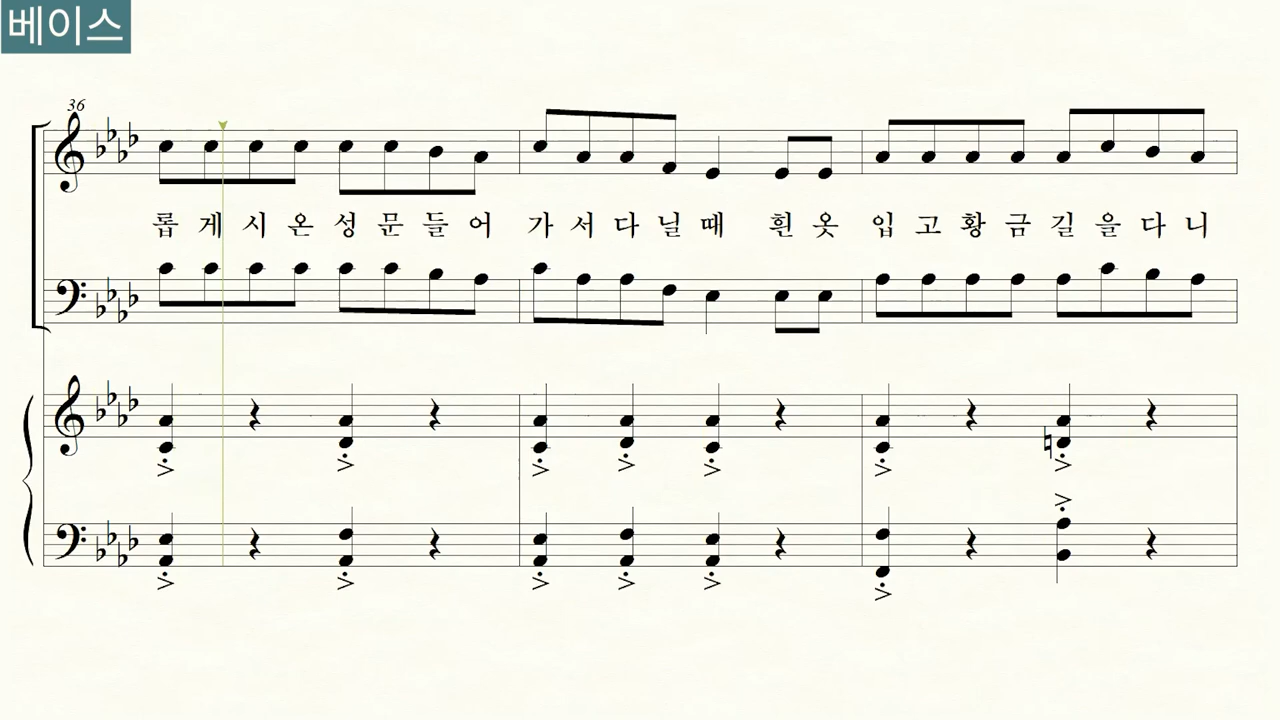 베이스
36
롭 게 시 온 성 문 들 어 가 서 다 닐 때 흰 옷 입 고 황 금 길 을 다 니